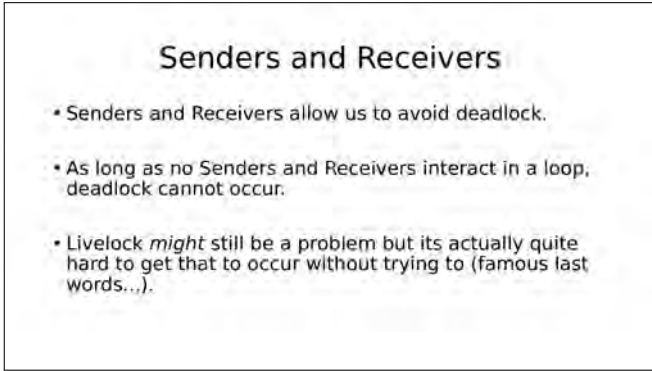 Senders and Receivers
• Senders and Receivers allow us to avoid deadlock.
• As long as no Senders and Receivers interact in a loop,
deadlock cannot occur.
• Livelock might still be a problem but its actually quite
hard to get that to occur without trying to (famous last
words...).